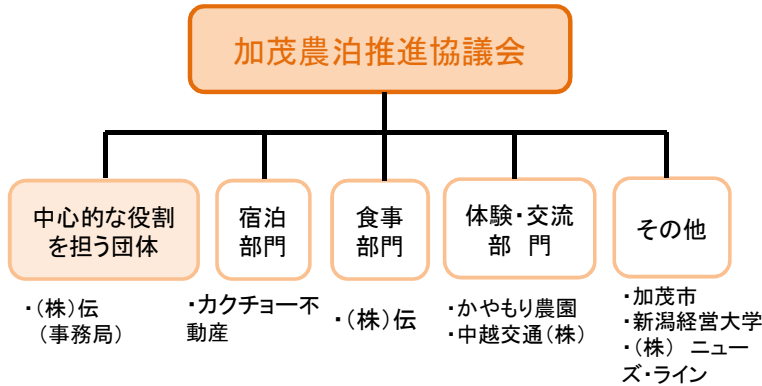 加茂農泊推進協議会
中心的な役割
を担う団体
宿泊
部門
食事
部門
体験・交流
部 門
その他
・(株)伝
(事務局)
・カクチョー不
動産
・(株)伝
・かやもり農園
・中越交通(株)
・加茂市
・新潟経営大学
・(株) ニュー
ズ・ライン